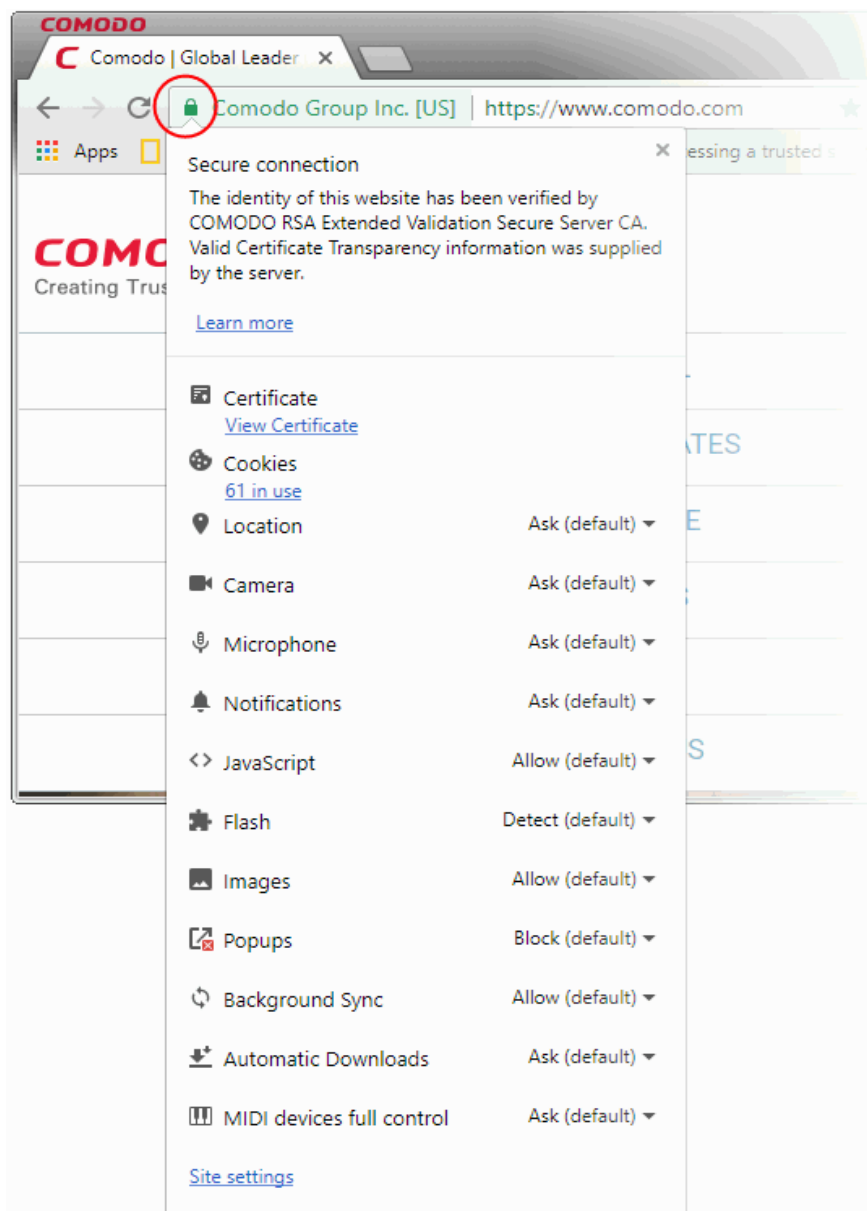 COMODO
C Comodo | Global Leader
Comodo Group Inc. [US] | https://www.comodo.com
Apps
essing a trusted s
Secure connection
The identity of this website has been verified by
COMODO RSA Extended Validation Secure Server CA.
Valid Certificate Transparency information was supplied
by the server.
COMO
Creating Trus
Learn more
Certificate
View Certificate
ATES
Cookies
61 in use
Location Ask (default)
E
Camera Ask (default)
Microphone Ask (default)
Notifications Ask (default)
JavaScript Allow (default)
S
Flash Detect (default)
Images Allow (default)
Popups Block (default)
Background Sync Allow (default)
Automatic Downloads Ask (default)
MIDI devices full control Ask (default)
Site settings